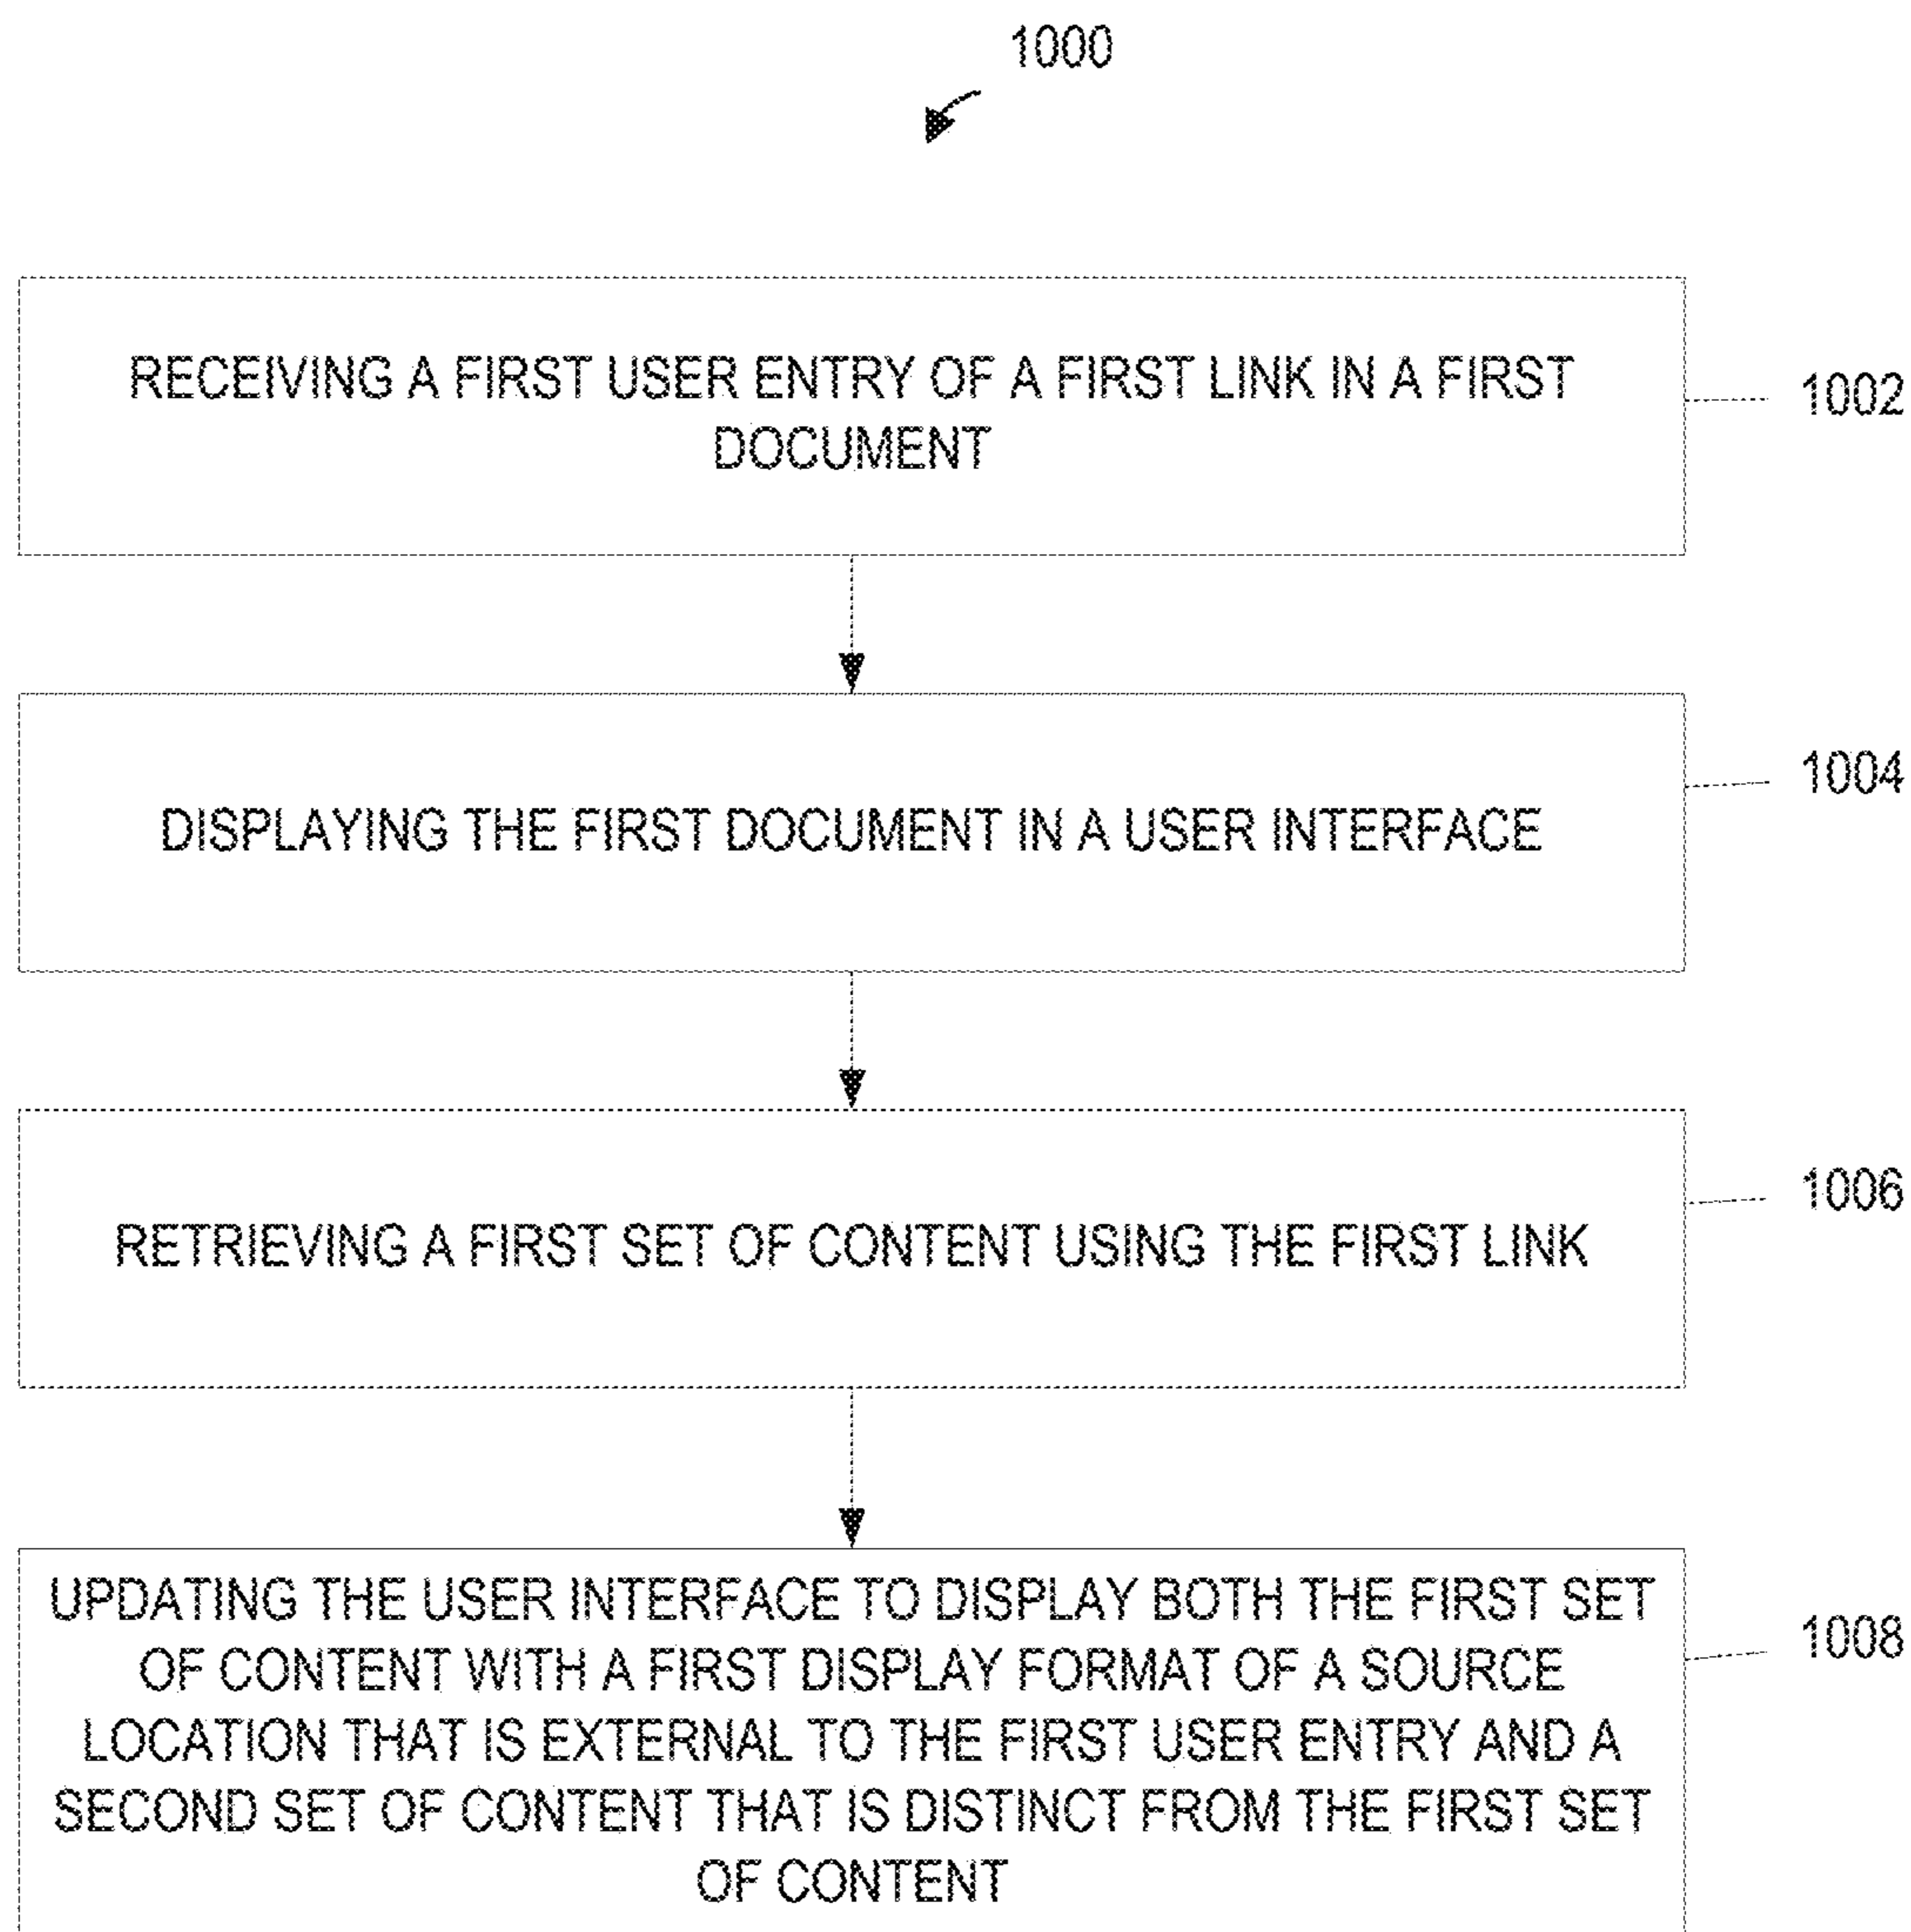 1000
RECEIVING A FIRST USER ENTRY OF A FIRST LINK IN A FIRST
DOCUMENT
1002
DISPLAYING THE FIRST DOCUMENT IN A USER INTERFACE
1004
RETRIEVING A FIRST SET OF CONTENT USING THE FIRST LINK
1006
UPDATING THE USER INTERFACE TO DISPLAY BOTH THE FIRST SET
OF CONTENT WITH A FIRST DISPLAY FORMAT OF A SOURCE
LOCATION THAT IS EXTERNAL TO THE FIRST USER ENTRY AND A
SECOND SET OF CONTENT THAT IS DISTINCT FROM THE FIRST SET
OF CONTENT
1008